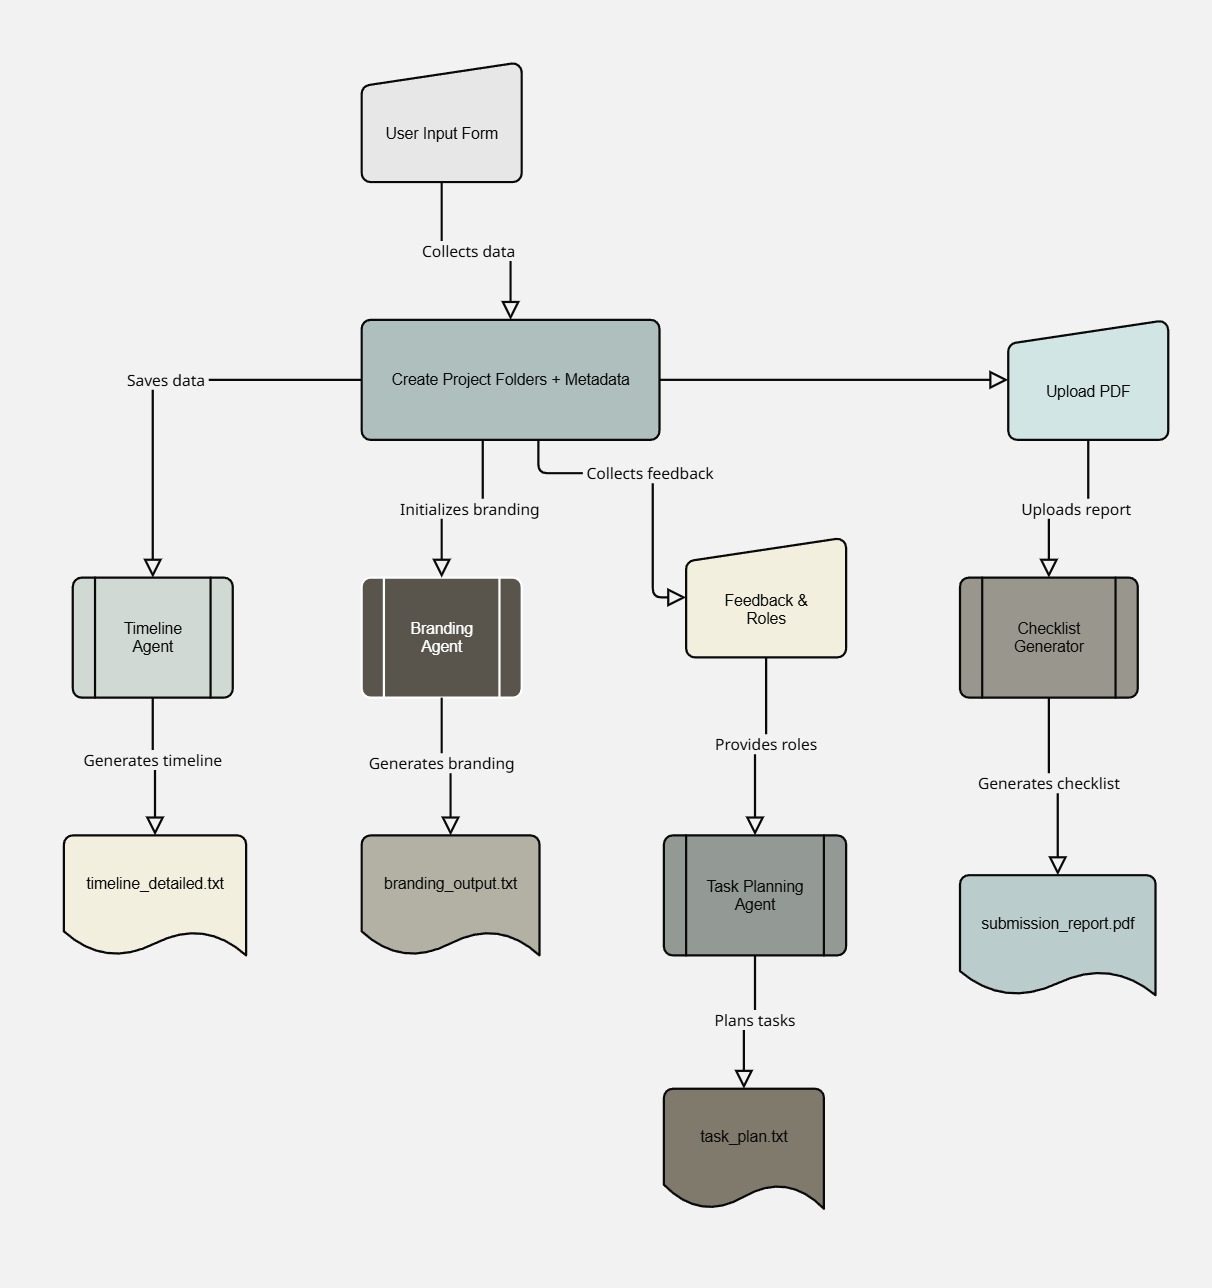 User Input Form
Collects data
Create Project Folders + Metadata
Saves data
Upload PDF
Collects feedback
Initializes branding
Uploads report
Timeline
Agent
Branding
Agent
Feedback &
Roles
Checklist
Generator
Generates timeline
Generates branding
Provides roles
Generates checklist
timeline_detailed.txt
branding_output.txt
Task Planning
Agent
submission_report.pdf
Plans tasks
task_plan.txt